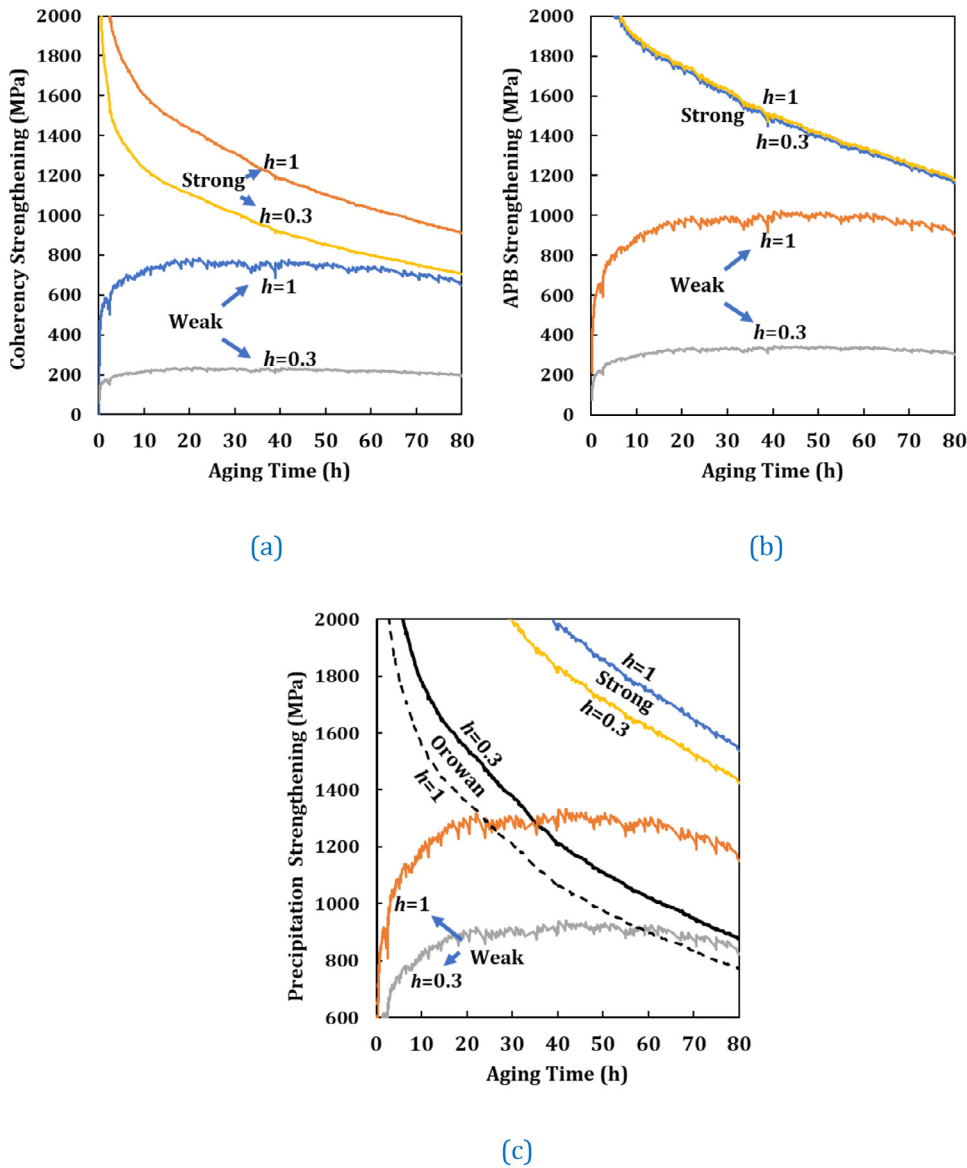 2000
1800
1600
1400
1200
1000
800
600
400
200
0
Coherency Strengthening (MPa)
h=1
Strong
h=0.3
h=1
Weak
h=0.3
0 10 20 30 40 50 60 70 80
Aging Time (h)
(a)
2000
1800
1600
1400
1200
1000
800
600
400
200
0
APB Strengthening (MPa)
h=1
Strong
h=0.3
h=1
Weak
h=0.3
0 10 20 30 40 50 60 70 80
Aging Time (h)
(b)
2000
1800
1600
1400
1200
1000
800
600
Precipitation Strengthening (MPa)
h=1
Strong
h=0.3
h=0.3
Orowan
h=1
h=1
Weak
h=0.3
0 10 20 30 40 50 60 70 80
Aging Time (h)
(c)